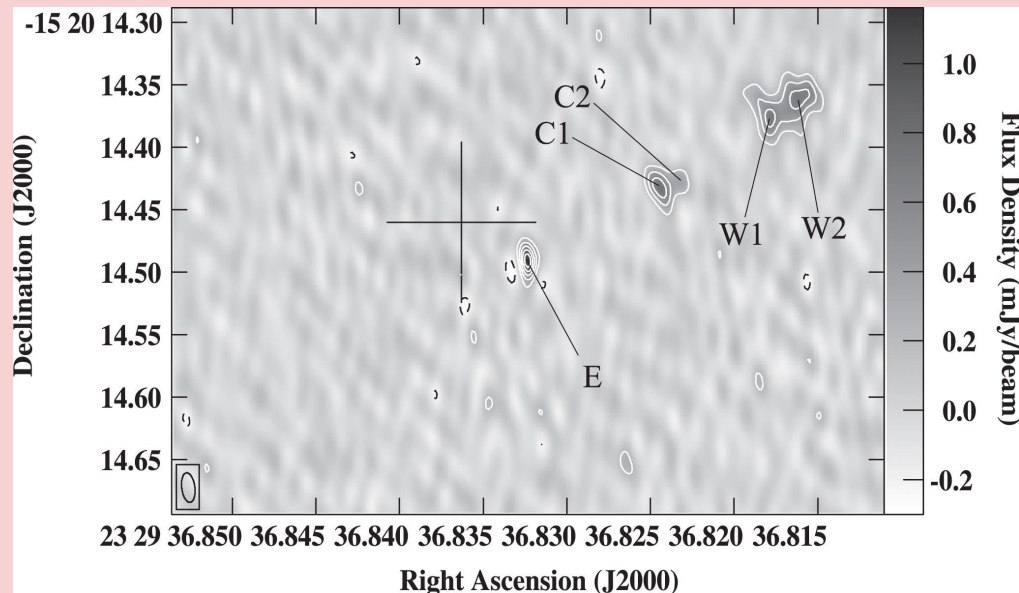 -15 20 14.30
14.35
14.40
14.45
14.50
14.55
14.60
14.65
Declination (J2000)
C2
C1
W1
W2
E
1.0
0.8
0.6
0.4
0.2
0.0
-0.2
Flux Density (mJy/beam)
23 29 36.850 36.845 36.840 36.835 36.830 36.825 36.820 36.815
Right Ascension (J2000)